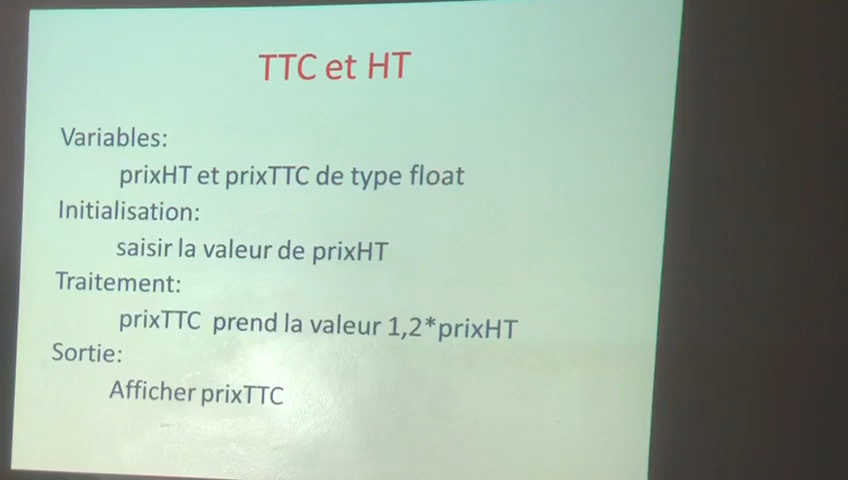 TTC et HT
Variables:
prixHT et prixTTC de type float
Initialisation:
saisir la valeur de prixHT
Traitement:
prixTTC prend la valeur 1,2*prixHT
Sortie:
Afficher prixTTC